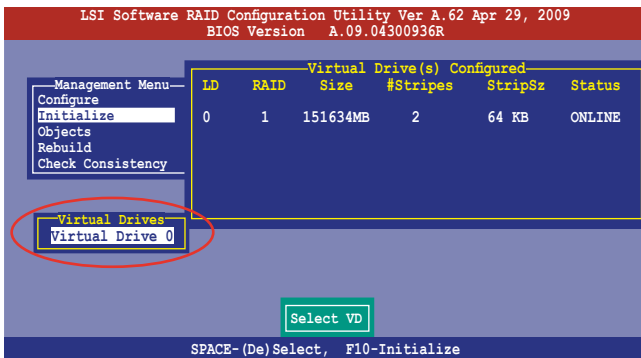 LSI Software RAID Configuration Utility Ver A.62 Apr 29, 2009
BIOS Version A.09.04300936R
Virtual Drive(s) Configured
LD RAID Size #Stripes StripSz Status
0 1 151634MB 2 64 KB ONLINE
Management Menu
Configure
Initialize
Objects
Rebuild
Check Consistency
Virtual Drives
Virtual Drive 0
Select VD
SPACE-(De)Select, F10-Initialize